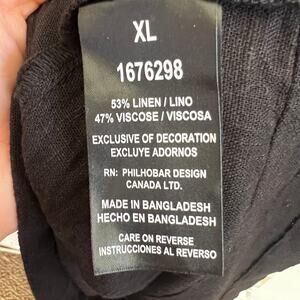 XL
1676298
53% LINEN / LINO
47% VISCOSE / VISCOSA
EXCLUSIVE OF DECORATION
EXCLUYE ADORNOS
RN: PHILHOBAR DESIGN
CANADA LTD.
MADE IN BANGLADESH
HECHO EN BANGLADESH
CARE ON REVERSE
INSTRUCCIONES AL REVERSO